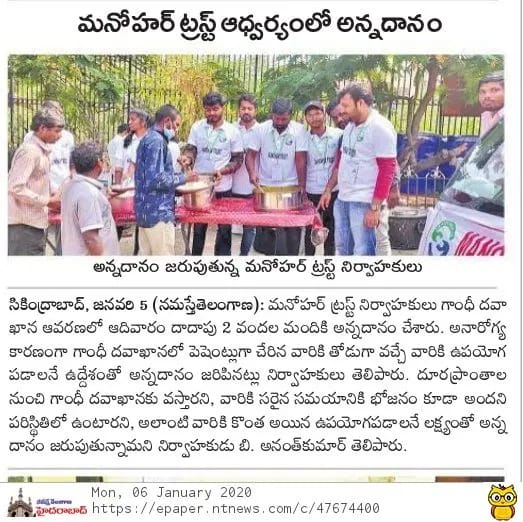 మనోహర్ ట్రస్ట్ ఆధ్వర్యంలో అన్నదానం
అన్నదానం జరుపుతున్న మనోహర్ ట్రస్ట్ నిర్వాహకులు
సికింద్రాబాద్, జనవరి 5 (నమస్తేతెలంగాణ): మనోహర్ ట్రస్ట్ నిర్వాహకులు గాంధీ దవా
ఖాన ఆవరణలో ఆదివారం దాదాపు 2 వందల మందికి అన్నదానం చేశారు. అనారోగ్య
కారణంగా గాంధీ దవాఖానలో పేషెంట్లుగా చేరిన వారికి తోడుగా వచ్చే వారికి ఉపయోగ
పడాలనే ఉద్దేశంతో అన్నదానం జరిపినట్లు నిర్వాహకులు తెలిపారు. దూరప్రాంతాల
నుంచి గాంధీ దవాఖానకు వస్తారని, వారికి సరైన సమయానికి భోజనం కూడా అందని
పరిస్థితిలో ఉంటారని, అలాంటి వారికి కొంత అయిన ఉపయోగపడాలనే లక్ష్యంతో అన్న
దానం జరుపుతున్నామని నిర్వాహకుడు బి. అనంత్‌కుమార్ తెలిపారు.
నమస్తే తెలంగాణ
హైదరాబాద్
Mon, 06 January 2020
https://epaper.ntnews.com/c/47674400